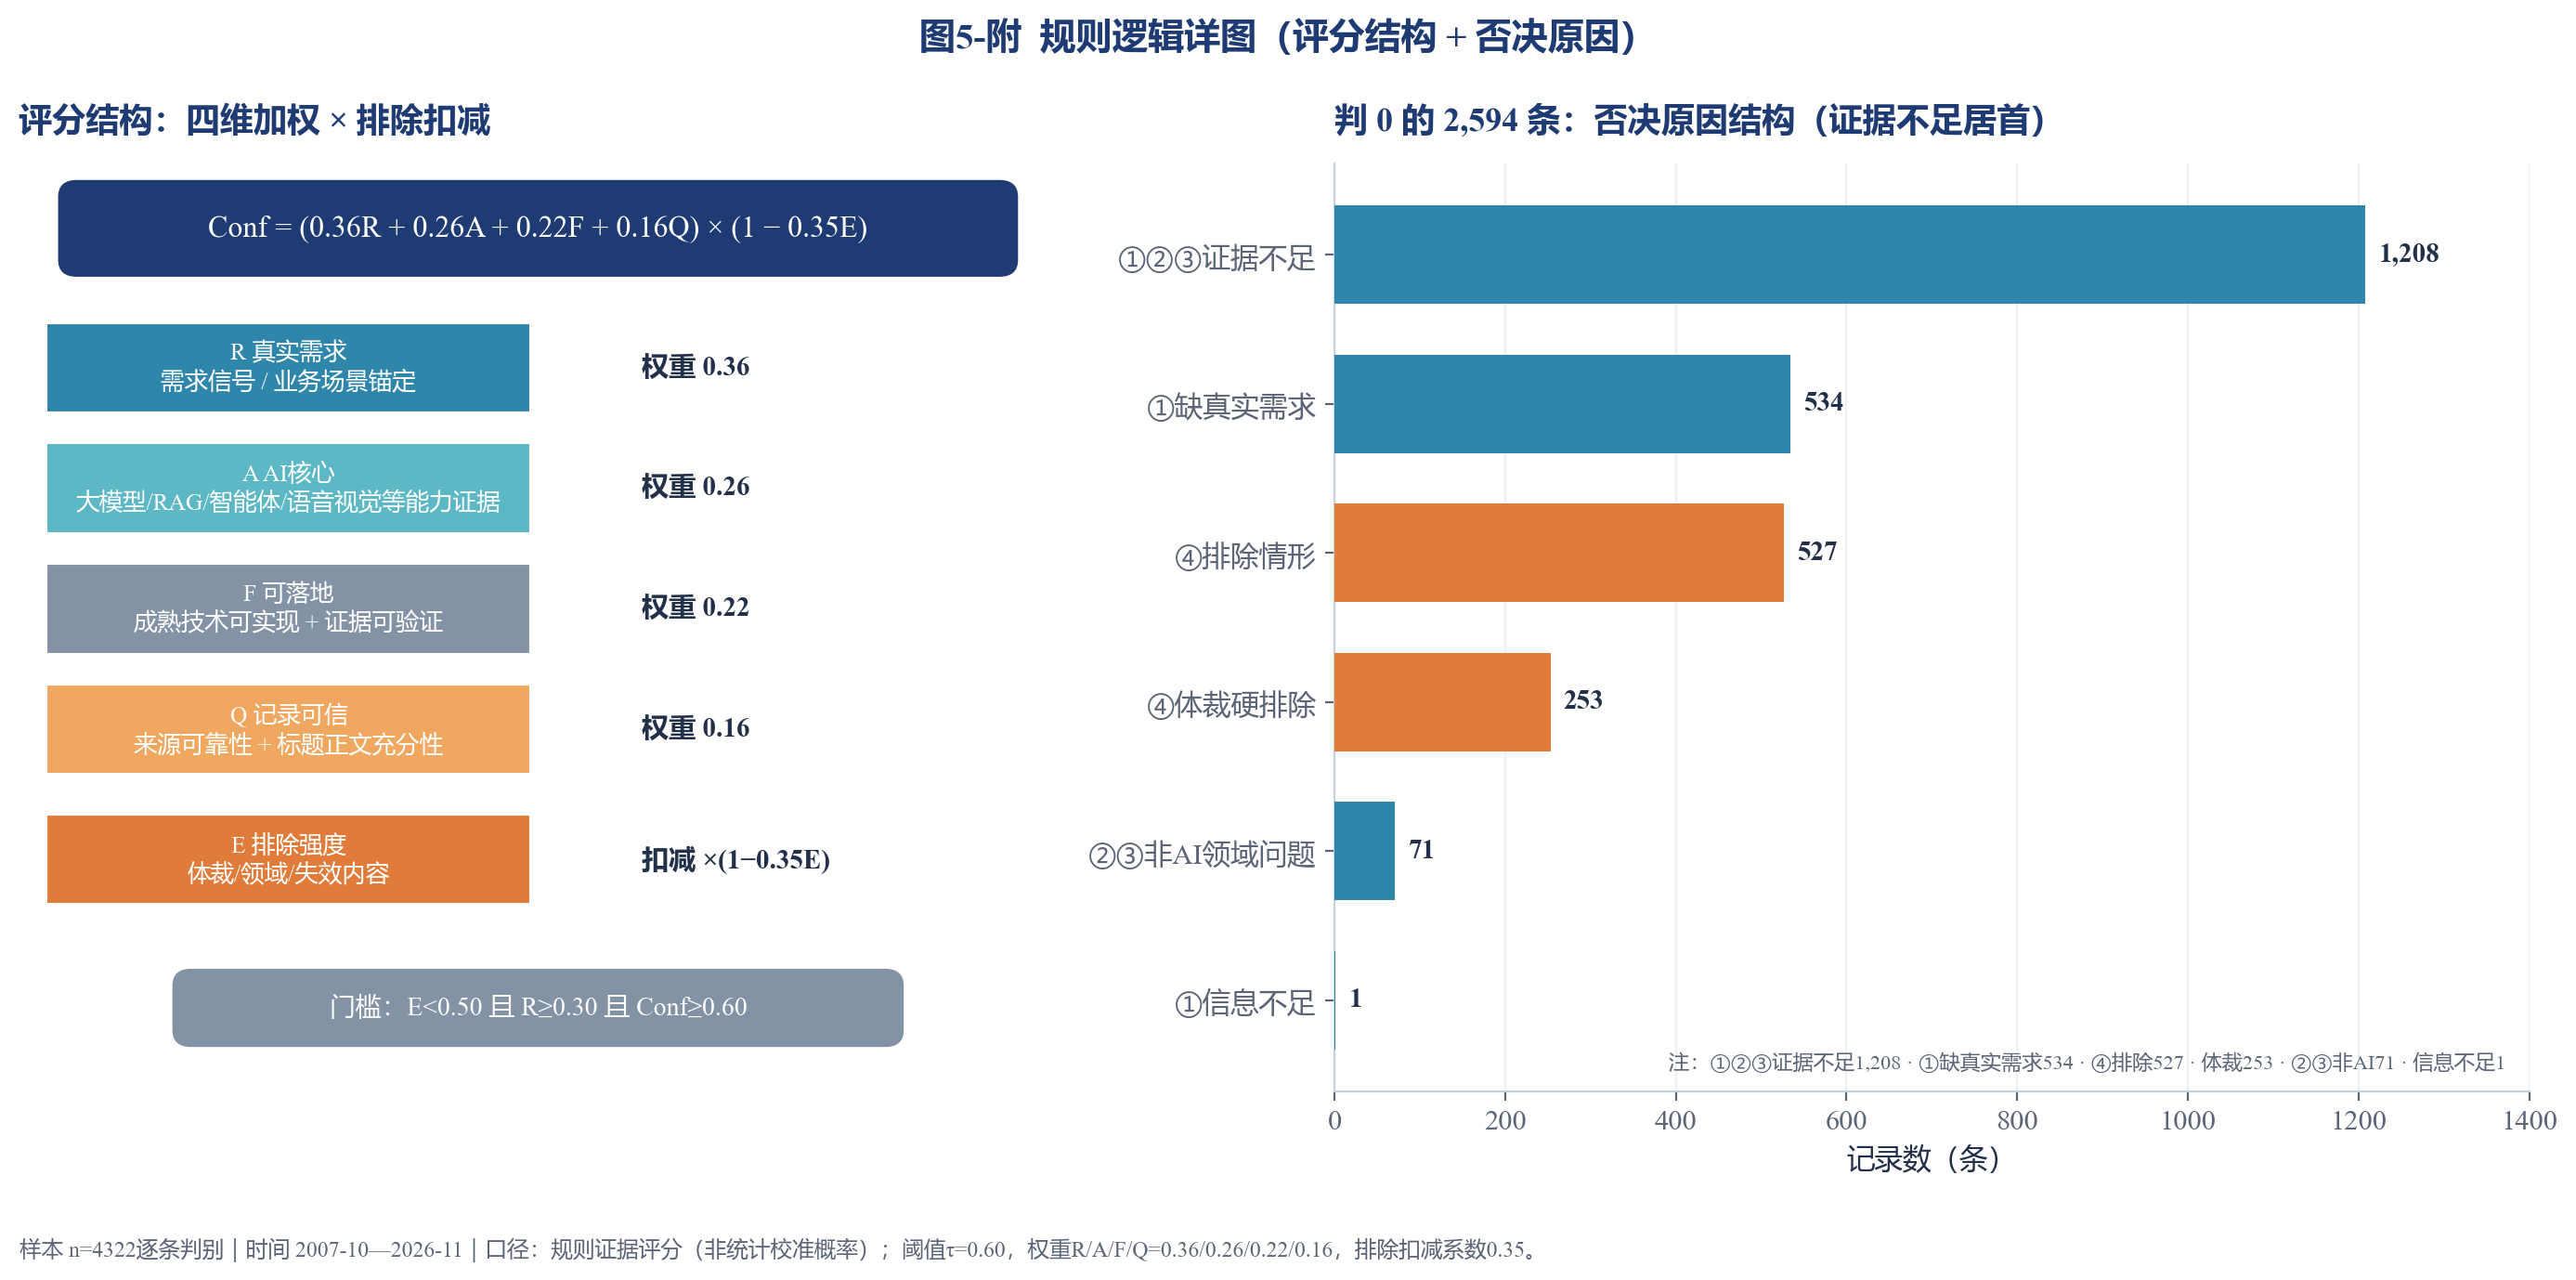 图5-附 规则逻辑详图（评分结构 + 否决原因）
评分结构：四维加权 × 排除扣减
Conf = (0.36R + 0.26A + 0.22F + 0.16Q) × (1 − 0.35E)
R 真实需求
需求信号 / 业务场景锚定
权重 0.36
A AI核心
大模型/RAG/智能体/语音视觉等能力证据
权重 0.26
F 可落地
成熟技术可实现 + 证据可验证
权重 0.22
Q 记录可信
来源可靠性 + 标题正文充分性
权重 0.16
E 排除强度
体裁/领域/失效内容
扣减 ×(1−0.35E)
门槛：E<0.50 且 R≥0.30 且 Conf≥0.60
判 0 的 2,594 条：否决原因结构（证据不足居首）
①②③证据不足
1,208
①缺真实需求
534
④排除情形
527
④体裁硬排除
253
②③非AI领域问题
71
①信息不足
1
注：①②③证据不足1,208 · ①缺真实需求534 · ④排除527 · 体裁253 · ②③非AI71 · 信息不足1
0 200 400 600 800 1000 1200 1400
记录数（条）
样本 n=4322逐条判别 | 时间 2007-10—2026-11 | 口径：规则证据评分（非统计校准概率）；阈值τ=0.60，权重R/A/F/Q=0.36/0.26/0.22/0.16，排除扣减系数0.35。